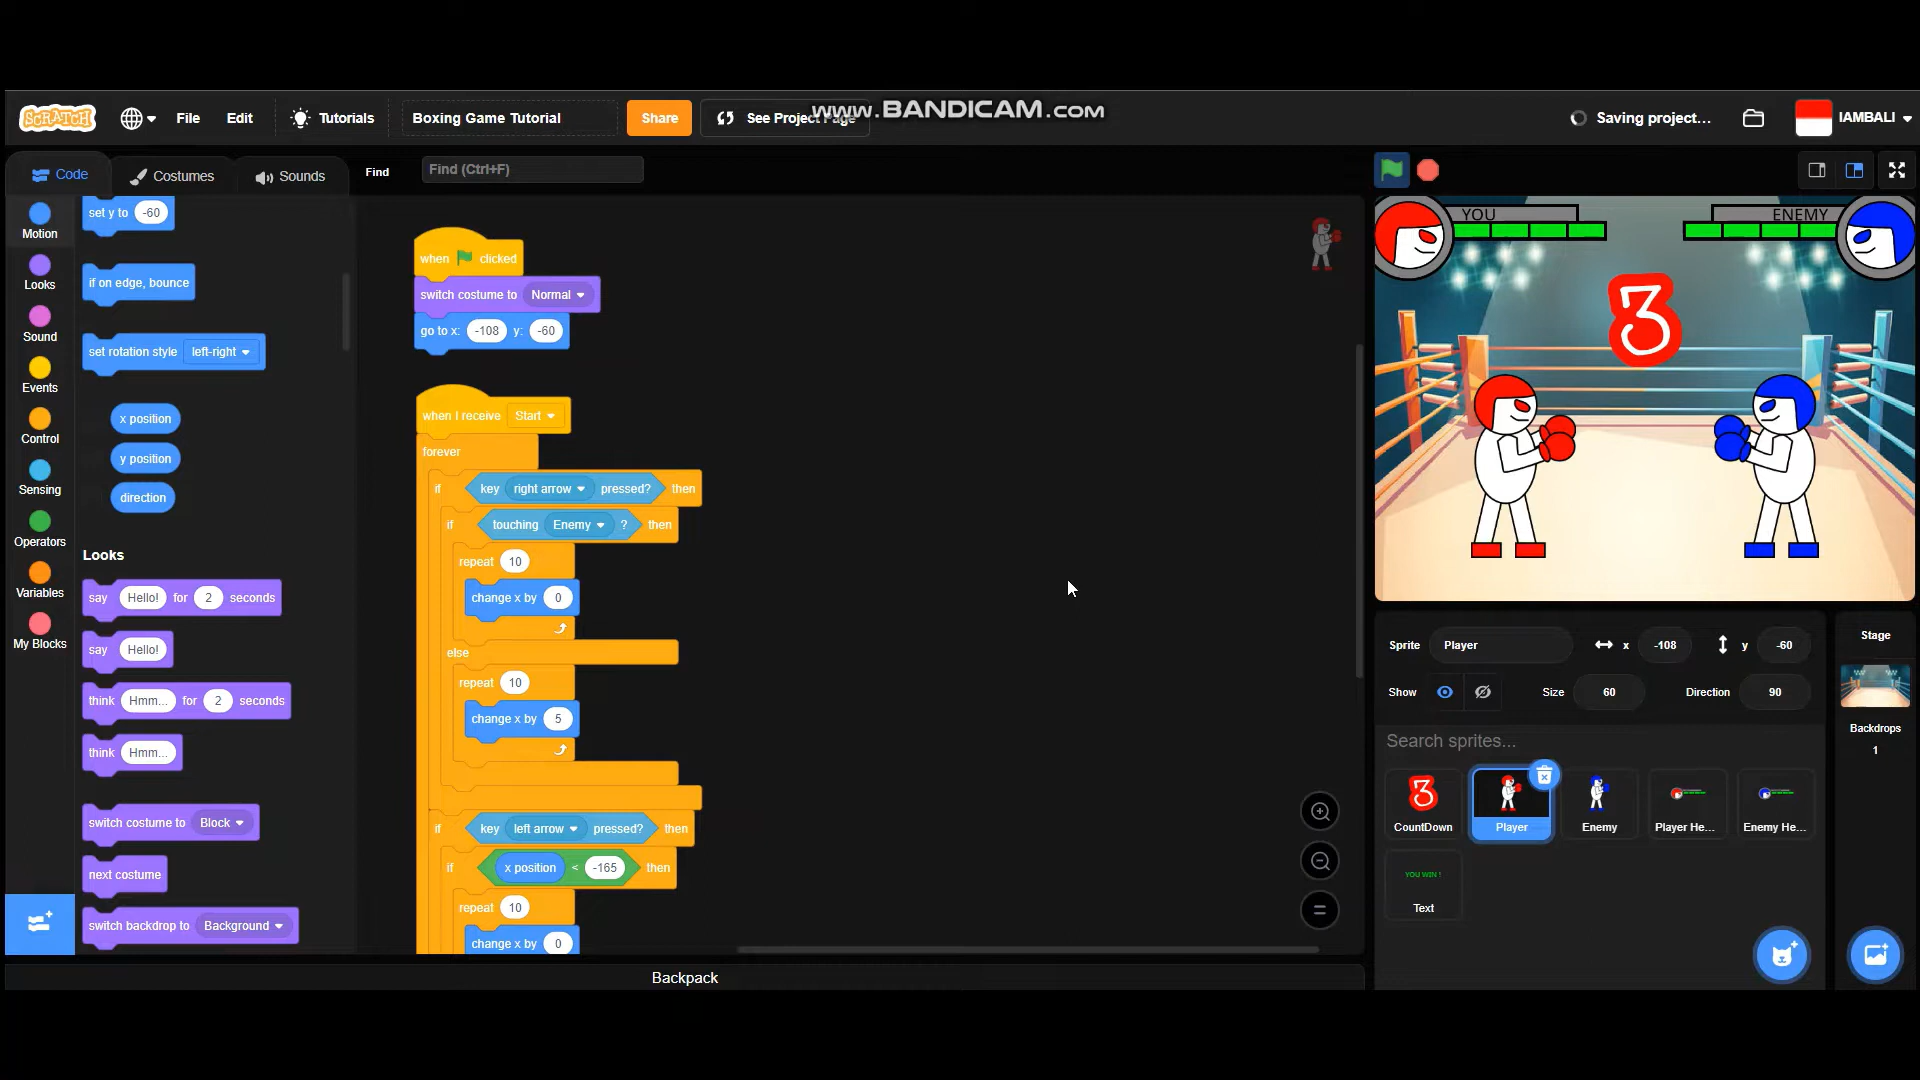 www.BANDICAM.com
SCRATCH
File
Edit
Tutorials
Boxing Game Tutorial
Share
See Project Page
Saving project...
IAMBALI
Code
Costumes
Sounds
Find
Find (Ctrl+F)
Motion
Looks
Sound
Events
Control
Sensing
Operators
Variables
My Blocks
set y to -60
if on edge, bounce
set rotation style left-right
x position
y position
direction
Looks
say Hello! for 2 seconds
say Hello!
think Hmm... for 2 seconds
think Hmm...
switch costume to Block
next costume
switch backdrop to Background
when clicked
switch costume to Normal
go to x: -108 y: -60
when I receive Start
forever
if key right arrow pressed? then
if touching Enemy ? then
repeat 10
change x by 0
else
repeat 10
change x by 5
if key left arrow pressed? then
if x position < -165 then
repeat 10
change x by 0
Backpack
YOU
ENEMY
3
Sprite Player x -108 y -60
Show Size 60 Direction 90
Search sprites...
3
CountDown
Player
Enemy
Player He...
Enemy He...
YOU WIN !
Text
Stage
Backdrops
1